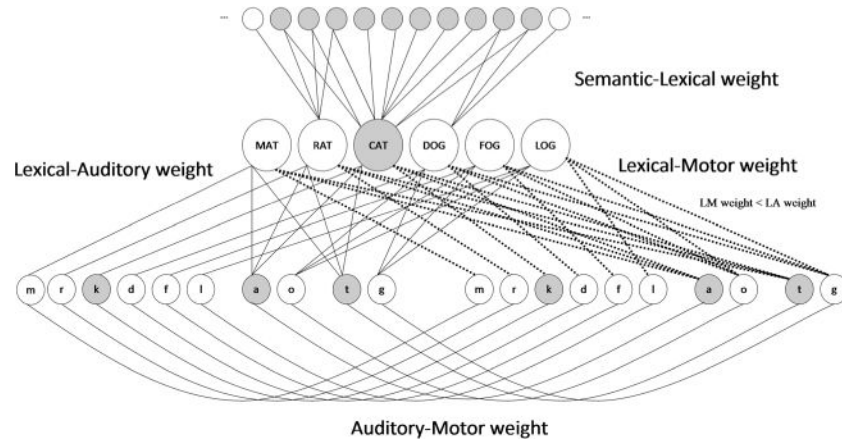 ... ...
Semantic-Lexical weight
MAT RAT CAT DOG FOG LOG
Lexical-Auditory weight Lexical-Motor weight
LM weight < LA weight
m r k d f l a o t g m r k d f l a o t g
Auditory-Motor weight